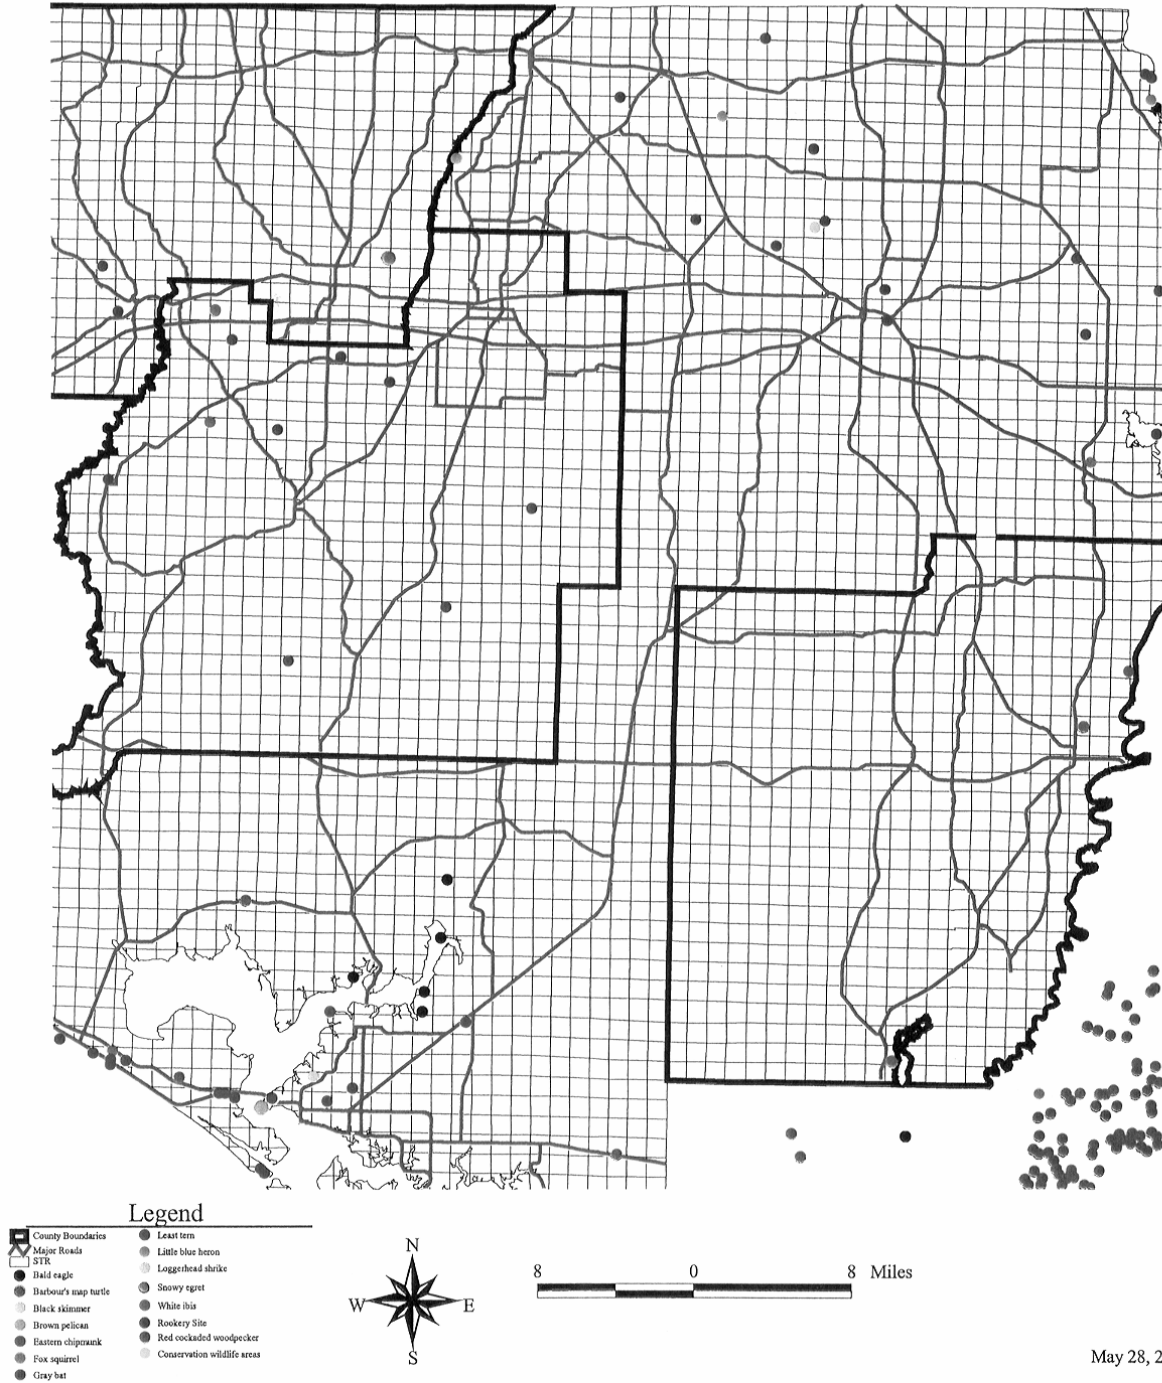 Legend
County Boundaries
Major Roads
STR
Bald eagle
Barbour's map turtle
Black skimmer
Brown pelican
Eastern chipmunk
Fox squirrel
Gray bat
Least tern
Little blue heron
Loggerhead shrike
Snowy egret
White ibis
Rookery Site
Red cockaded woodpecker
Conservation wildlife areas
N
W E
S
8 0 8 Miles
May 28, 2